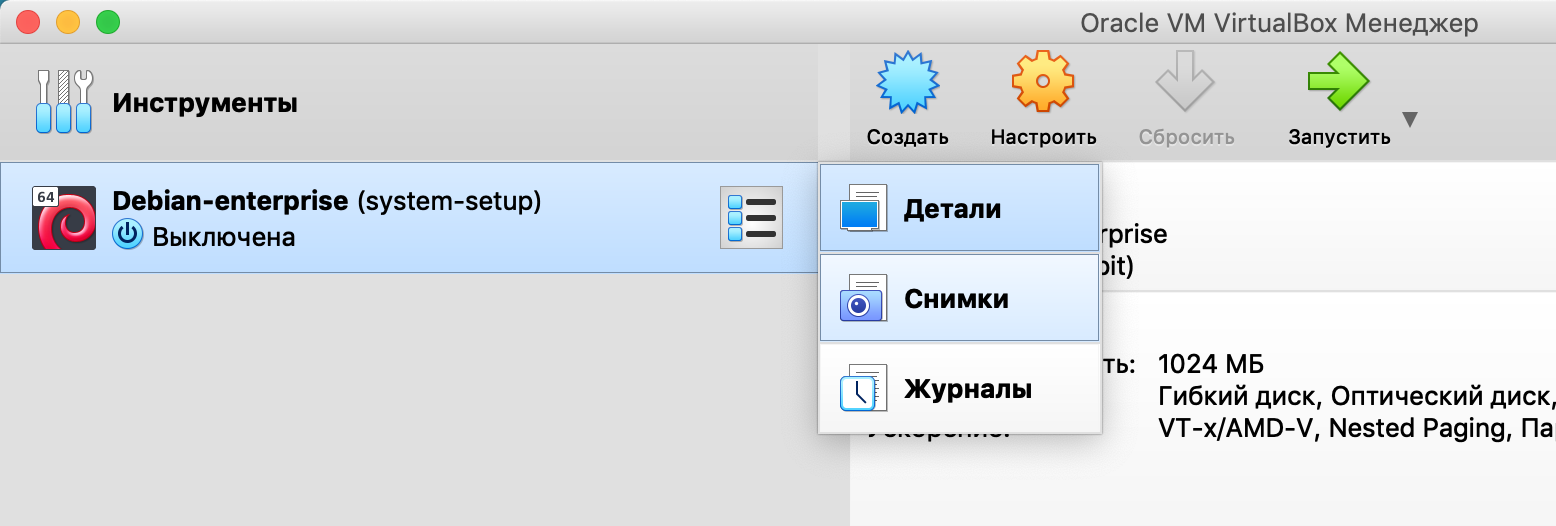 Oracle VM VirtualBox Менеджер
Инструменты
Создать
Настроить
Сбросить
Запустить
64
Debian-enterprise (system-setup)
Выключена
Детали
Снимки
Журналы
rprise
bit)
ть: 1024 МБ
Гибкий диск, Оптический диск,
VT-x/AMD-V, Nested Paging, Па